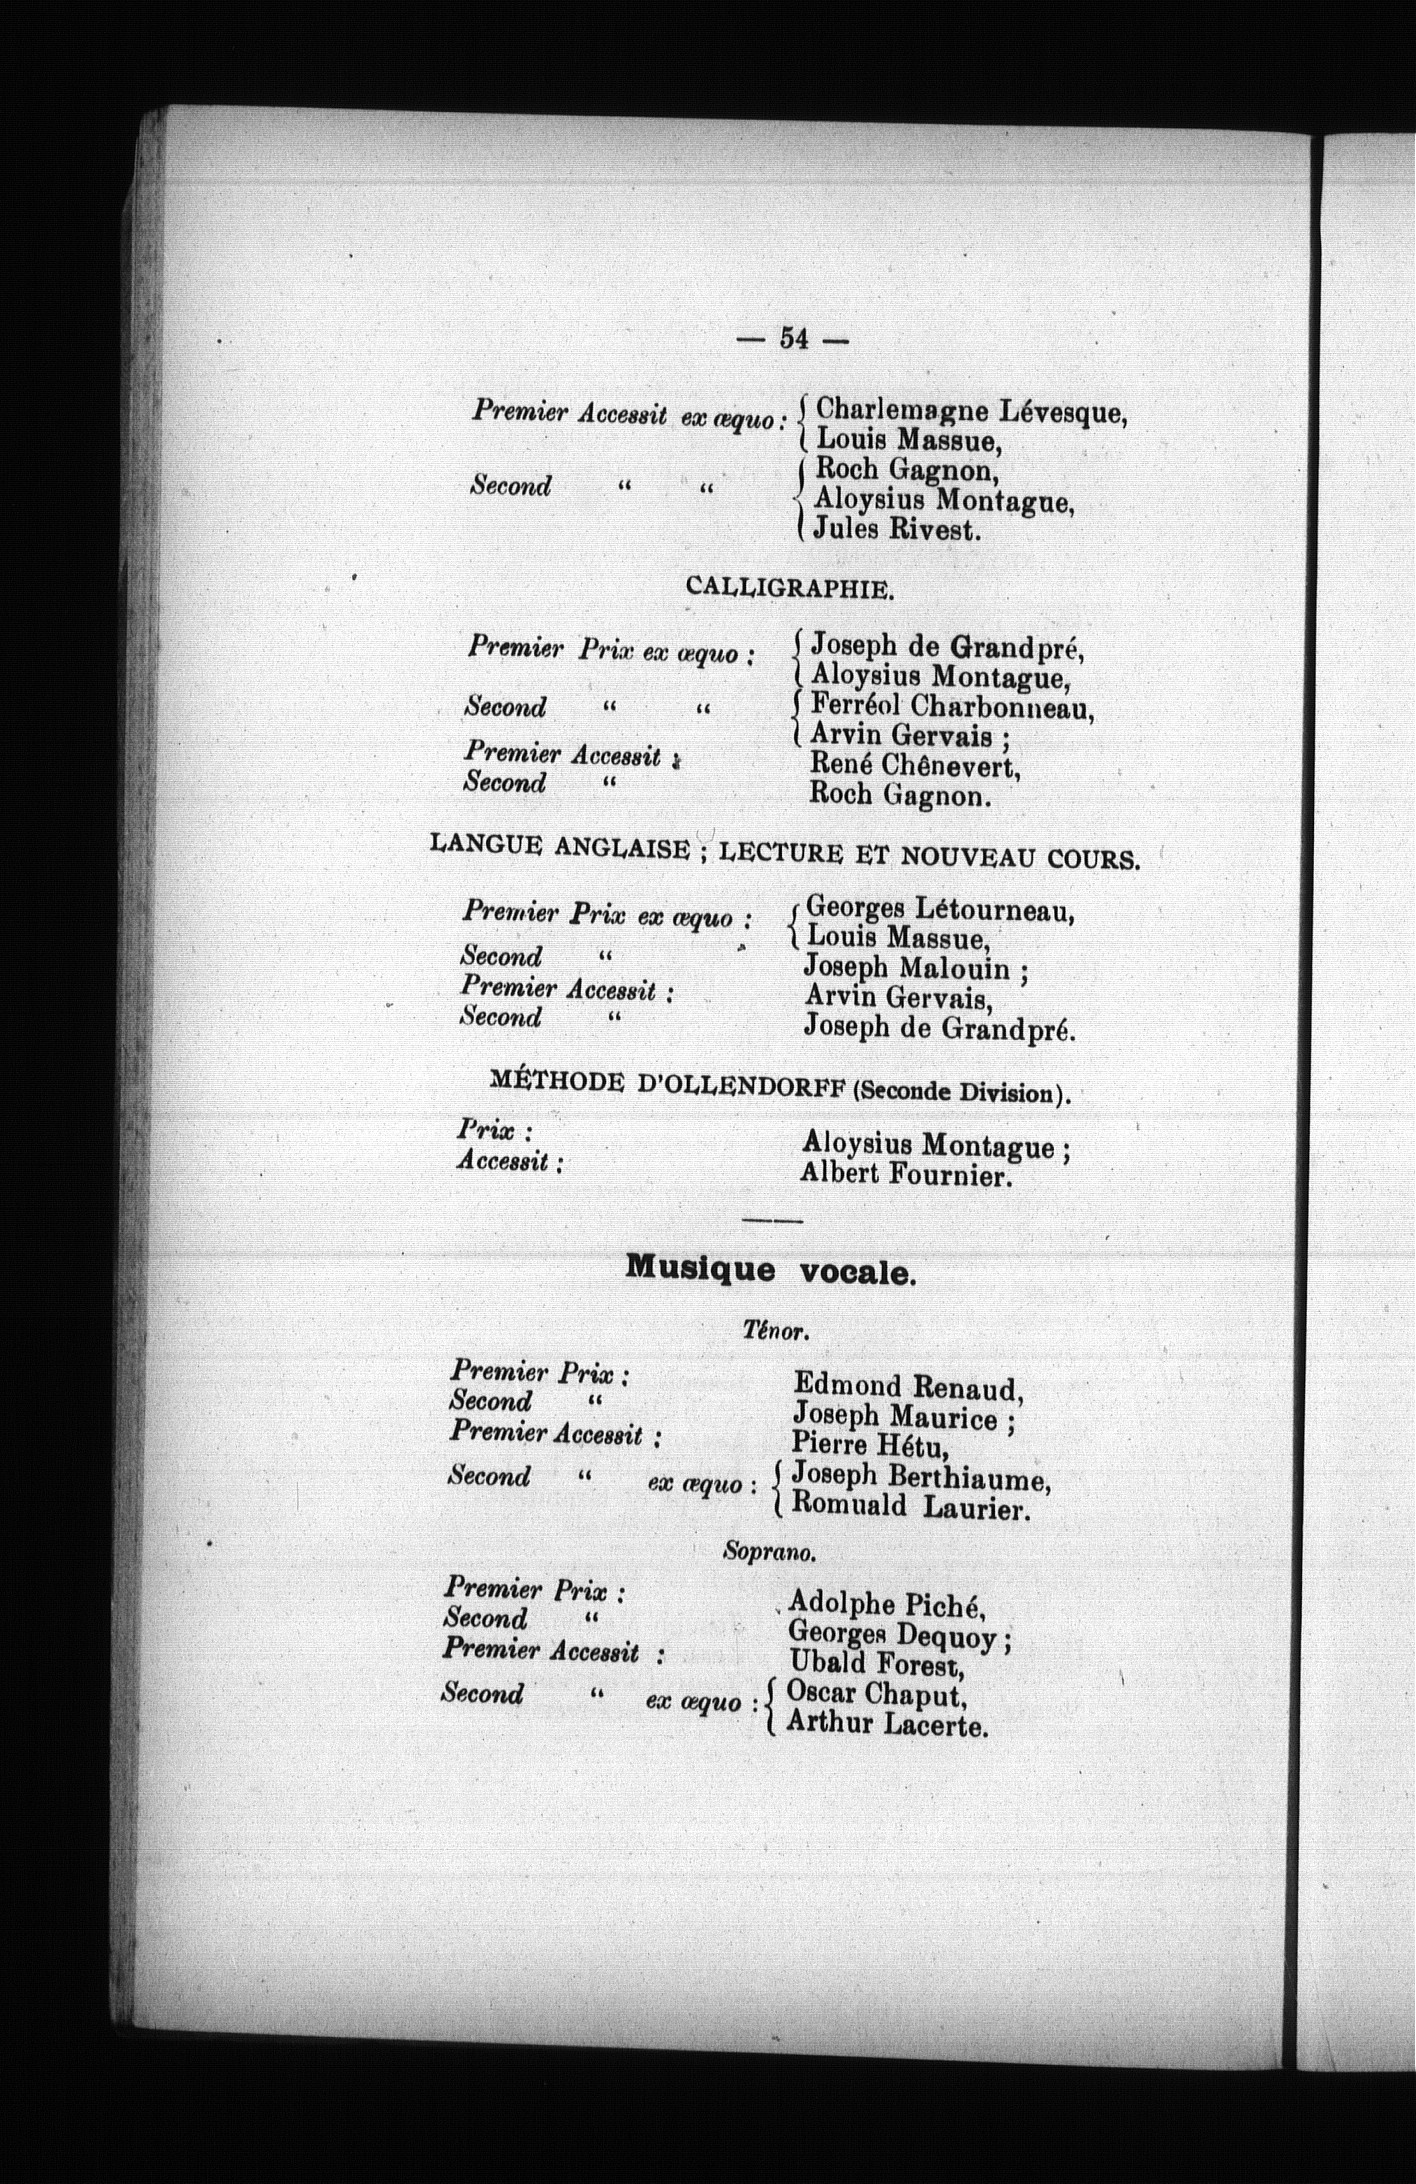 — 54 —
Premier Accessit ex æquo : { Charlemagne Lévesque,
Louis Massue,
Second “ “ { Roch Gagnon,
Aloysius Montague,
Jules Rivest.
CALLIGRAPHIE.
Premier Prix ex æquo : { Joseph de Grandpré,
Aloysius Montague,
Second “ “ { Ferréol Charbonneau,
Arvin Gervais ;
Premier Accessit : René Chênevert,
Second “ Roch Gagnon.
LANGUE ANGLAISE ; LECTURE ET NOUVEAU COURS.
Premier Prix ex æquo : { Georges Létourneau,
Louis Massue,
Second “ Joseph Malouin ;
Premier Accessit : Arvin Gervais,
Second “ Joseph de Grandpré.
MÉTHODE D'OLLENDORFF (Seconde Division).
Prix : Aloysius Montague ;
Accessit : Albert Fournier.
Musique vocale.
Ténor.
Premier Prix : Edmond Renaud,
Second “ Joseph Maurice ;
Premier Accessit : Pierre Hétu,
Second “ ex æquo : { Joseph Berthiaume,
Romuald Laurier.
Soprano.
Premier Prix : Adolphe Piché,
Second “ Georges Dequoy ;
Premier Accessit : Ubald Forest,
Second “ ex æquo : { Oscar Chaput,
Arthur Lacerte.